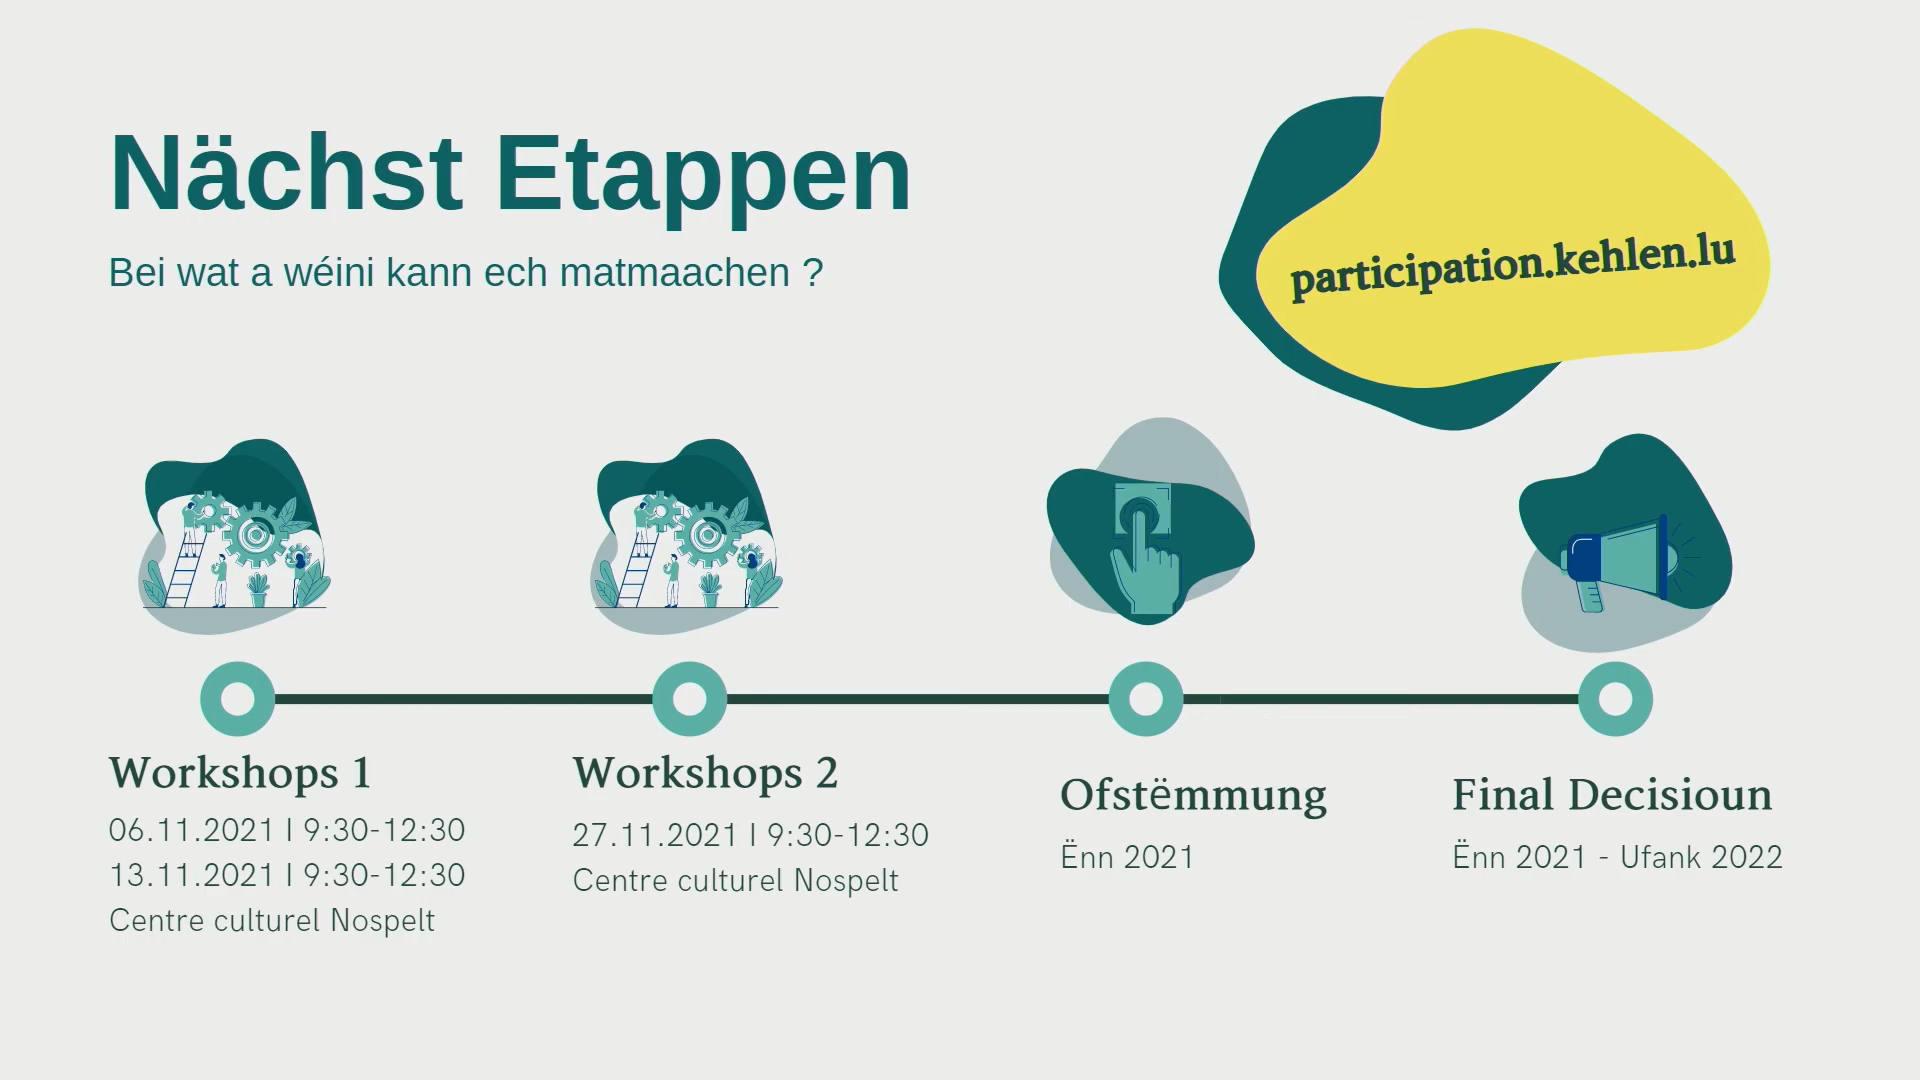 Nächst Etappen
Bei wat a wéini kann ech matmaachen ?
participation.kehlen.lu
Workshops 1
06.11.2021 I 9:30-12:30
13.11.2021 I 9:30-12:30
Centre culturel Nospelt
Workshops 2
27.11.2021 I 9:30-12:30
Centre culturel Nospelt
Ofstëmmung
Ënn 2021
Final Decisioun
Ënn 2021 - Ufank 2022